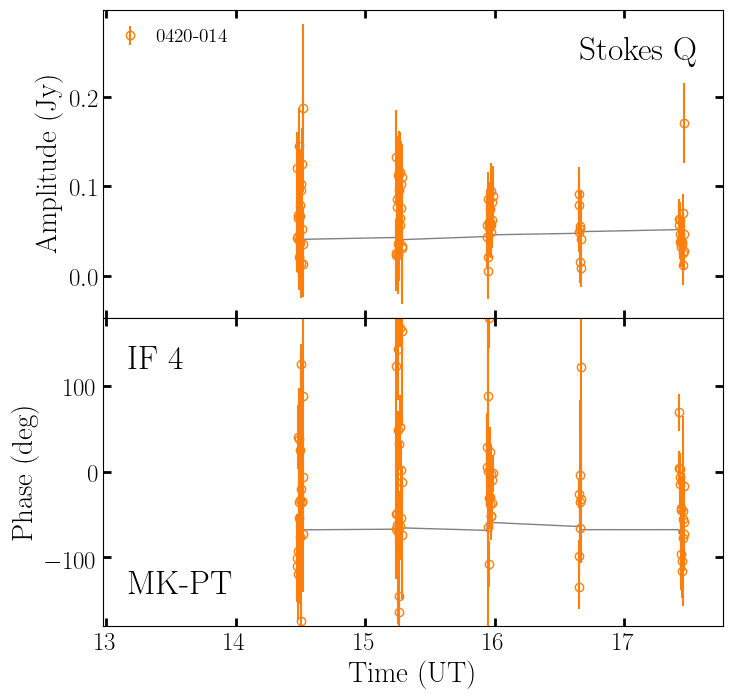 0420-014
Stokes Q
Amplitude (Jy)
0.2
0.1
0.0
IF 4
Phase (deg)
100
0
−100
MK-PT
13 14 15 16 17
Time (UT)